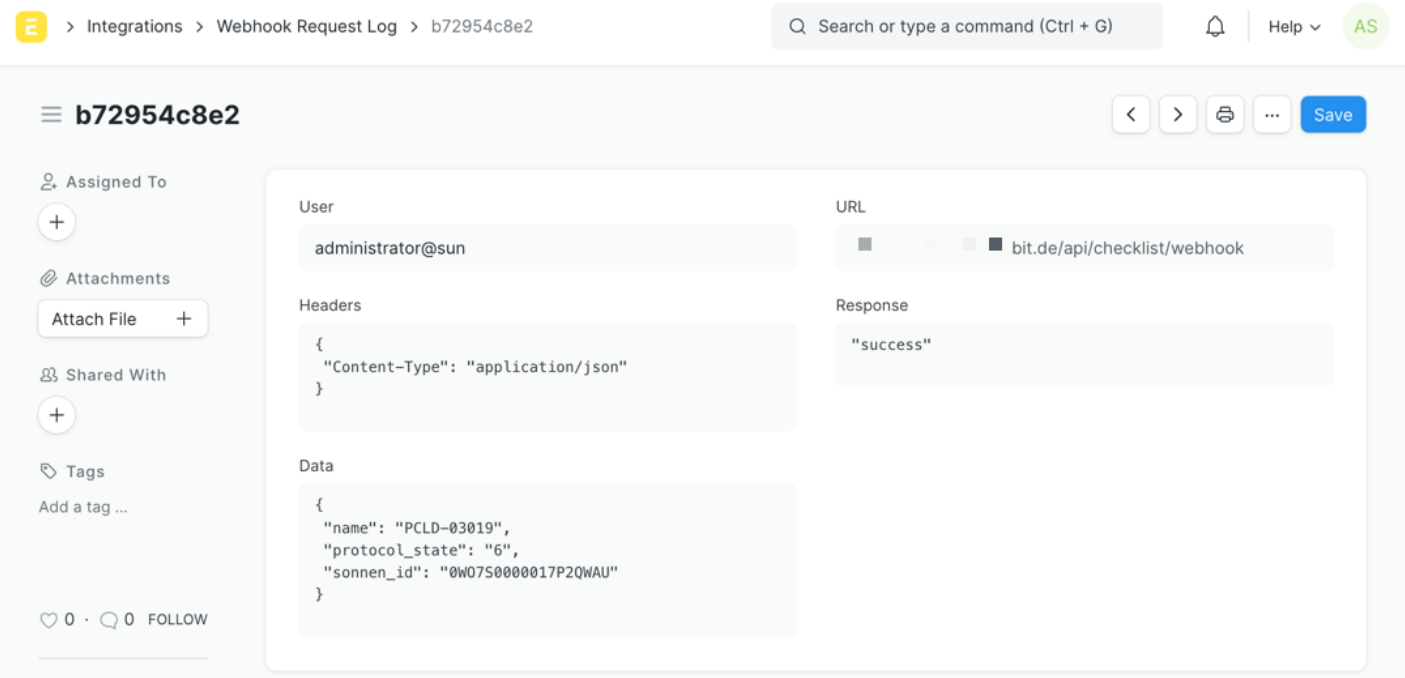 E > Integrations > Webhook Request Log > b72954c8e2 Search or type a command (Ctrl + G) Help AS
b72954c8e2 Save
Assigned To
Attachments
Attach File
Shared With
Tags
Add a tag ...
0 · 0 FOLLOW
User
administrator@sun
Headers
{
"Content-Type": "application/json"
}
Data
{
"name": "PCLD-03019",
"protocol_state": "6",
"sonnen_id": "0WO7S0000017P2QWAU"
}
URL
bit.de/api/checklist/webhook
Response
"success"